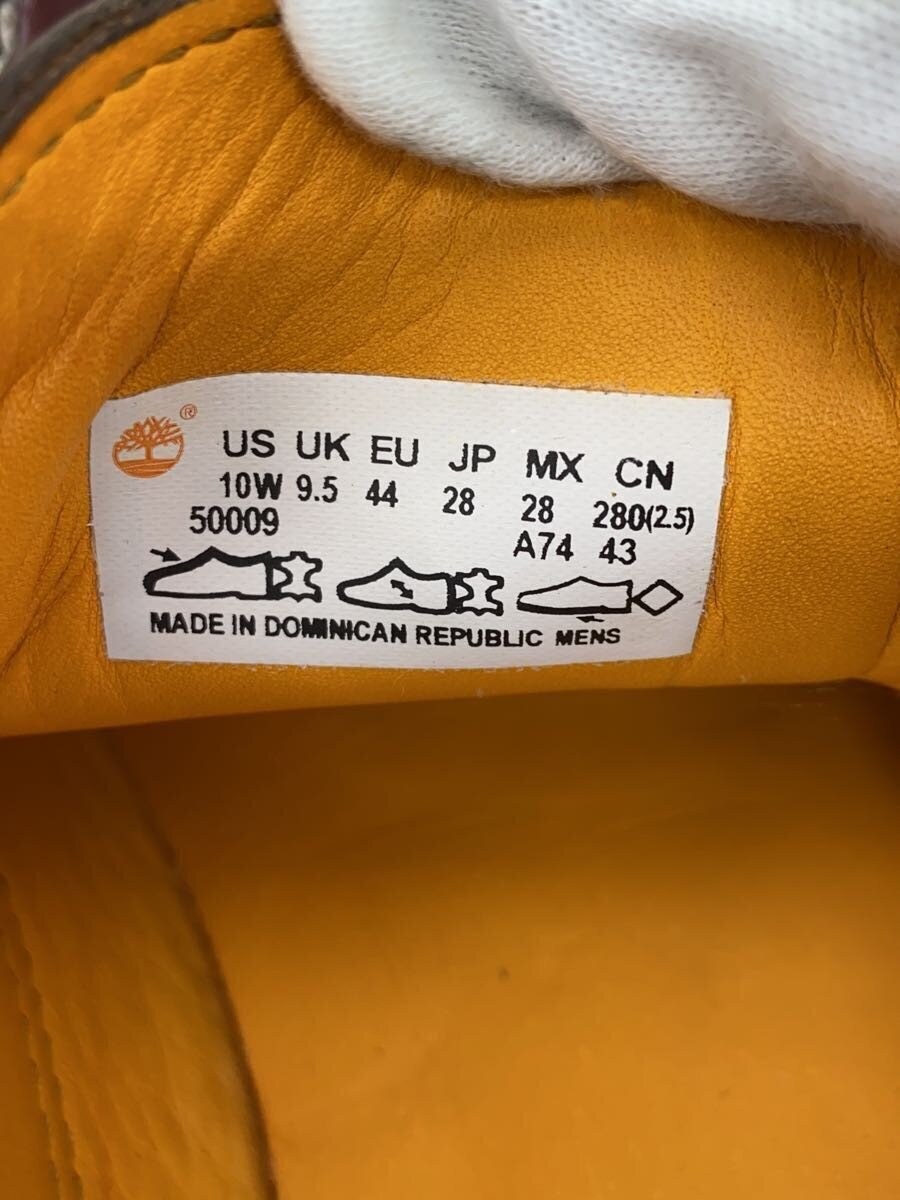 ®
US UK EU JP MX CN
10W 9.5 44 28 28 280(2.5)
50009 A74 43
MADE IN DOMINICAN REPUBLIC MENS